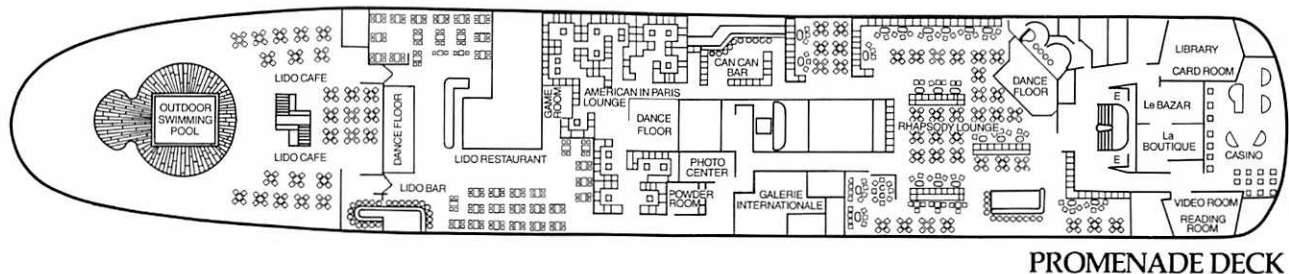 LIDO CAFE
OUTDOOR
SWIMMING
POOL
LIDO CAFE
DANCE FLOOR
LIDO BAR
LIDO RESTAURANT
GAME
ROOM
AMERICAN IN PARIS
LOUNGE
CAN CAN
BAR
DANCE
FLOOR
PHOTO
CENTER
POWDER
ROOM
GALERIE
INTERNATIONALE
RHAPSODY LOUNGE
DANCE
FLOOR
LIBRARY
CARD ROOM
E
Le BAZAR
La
BOUTIQUE
E
CASINO
VIDEO ROOM
READING
ROOM
PROMENADE DECK